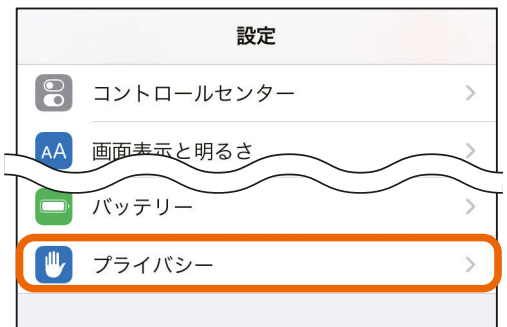 設定
コントロールセンター
AA 画面表示と明るさ
バッテリー
プライバシー